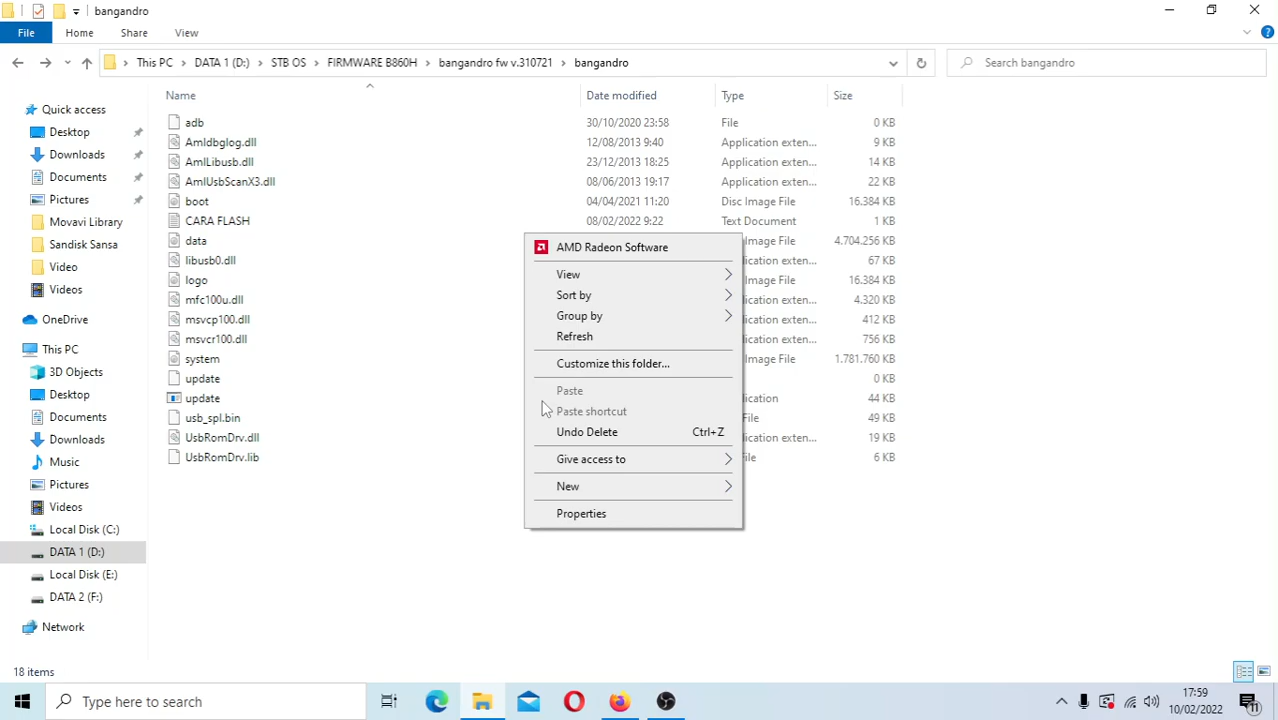 bangandro
File Home Share View
This PC DATA 1 (D:) STB OS FIRMWARE B860H bangandro fw v.310721 bangandro Search bangandro
Name Date modified Type Size
Quick access
Desktop
Downloads
Documents
Pictures
Movavi Library
Sandisk Sansa
Video
Videos
OneDrive
This PC
3D Objects
Desktop
Documents
Downloads
Music
Pictures
Videos
Local Disk (C:)
DATA 1 (D:)
Local Disk (E:)
DATA 2 (F:)
Network
adb 30/10/2020 23:58 File 0 KB
Amldbglog.dll 12/08/2013 9:40 Application exten... 9 KB
AmlLibusb.dll 23/12/2013 18:25 Application exten... 14 KB
AmlUsbScanX3.dll 08/06/2013 19:17 Application exten... 22 KB
boot 04/04/2021 11:20 Disc Image File 16.384 KB
CARA FLASH 08/02/2022 9:22 Text Document 1 KB
data Image File 4.704.256 KB
libusb0.dll ication exten... 67 KB
logo Image File 16.384 KB
mfc100u.dll ication exten... 4.320 KB
msvcp100.dll ication exten... 412 KB
msvcr100.dll ication exten... 756 KB
system Image File 1.781.760 KB
update 0 KB
update ication 44 KB
usb_spl.bin File 49 KB
UsbRomDrv.dll ication exten... 19 KB
UsbRomDrv.lib ile 6 KB
AMD Radeon Software
View
Sort by
Group by
Refresh
Customize this folder...
Paste
Paste shortcut
Undo Delete Ctrl+Z
Give access to
New
Properties
18 items
Type here to search
17:59
10/02/2022
11